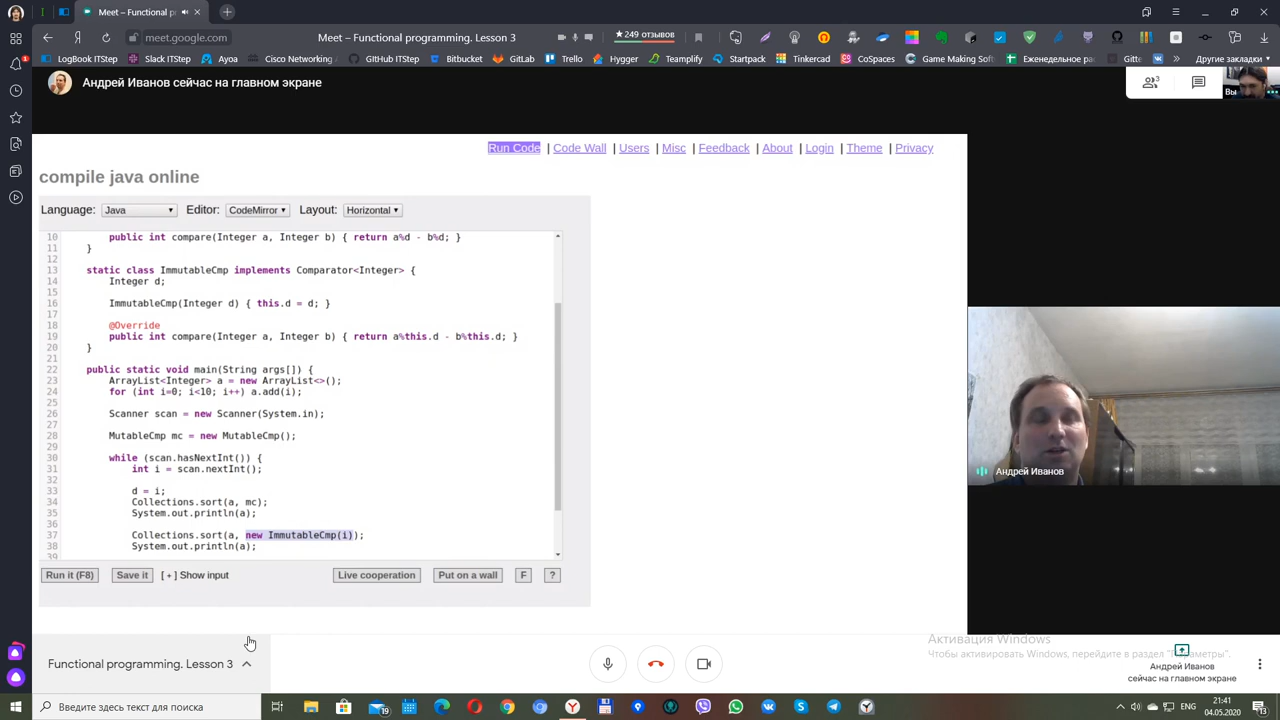 Meet – Functional program.
meet.google.com
Meet – Functional programming. Lesson 3
★249 отзывов
LogBook ITStep
Slack ITStep
Ayoa
Cisco Networking
GitHub ITStep
Bitbucket
GitLab
Trello
Hygger
Teamplify
Startpack
Tinkercad
CoSpaces
Game Making Soft
Еженедельное рас
Gitte
Другие закладки
Андрей Иванов сейчас на главном экране
3
Вы
Run Code | Code Wall | Users | Misc | Feedback | About | Login | Theme | Privacy
compile java online
Language: Java Editor: CodeMirror Layout: Horizontal
10 public int compare(Integer a, Integer b) { return a%d - b%d; }
11 }
12
13 static class ImmutableCmp implements Comparator<Integer> {
14 Integer d;
15
16 ImmutableCmp(Integer d) { this.d = d; }
17
18 @Override
19 public int compare(Integer a, Integer b) { return a%this.d - b%this.d; }
20 }
21
22 public static void main(String args[]) {
23 ArrayList<Integer> a = new ArrayList<>();
24 for (int i=0; i<10; i++) a.add(i);
25
26 Scanner scan = new Scanner(System.in);
27
28 MutableCmp mc = new MutableCmp();
29
30 while (scan.hasNextInt()) {
31 int i = scan.nextInt();
32
33 d = i;
34 Collections.sort(a, mc);
35 System.out.println(a);
36
37 Collections.sort(a, new ImmutableCmp(i));
38 System.out.println(a);
39
Run it (F8) Save it [ + ] Show input Live cooperation Put on a wall F ?
Андрей Иванов
Активация Windows
Чтобы активировать Windows, перейдите в раздел "Параметры".
Functional programming. Lesson 3
Андрей Иванов
сейчас на главном экране
Введите здесь текст для поиска
19
21:41
04.05.2020